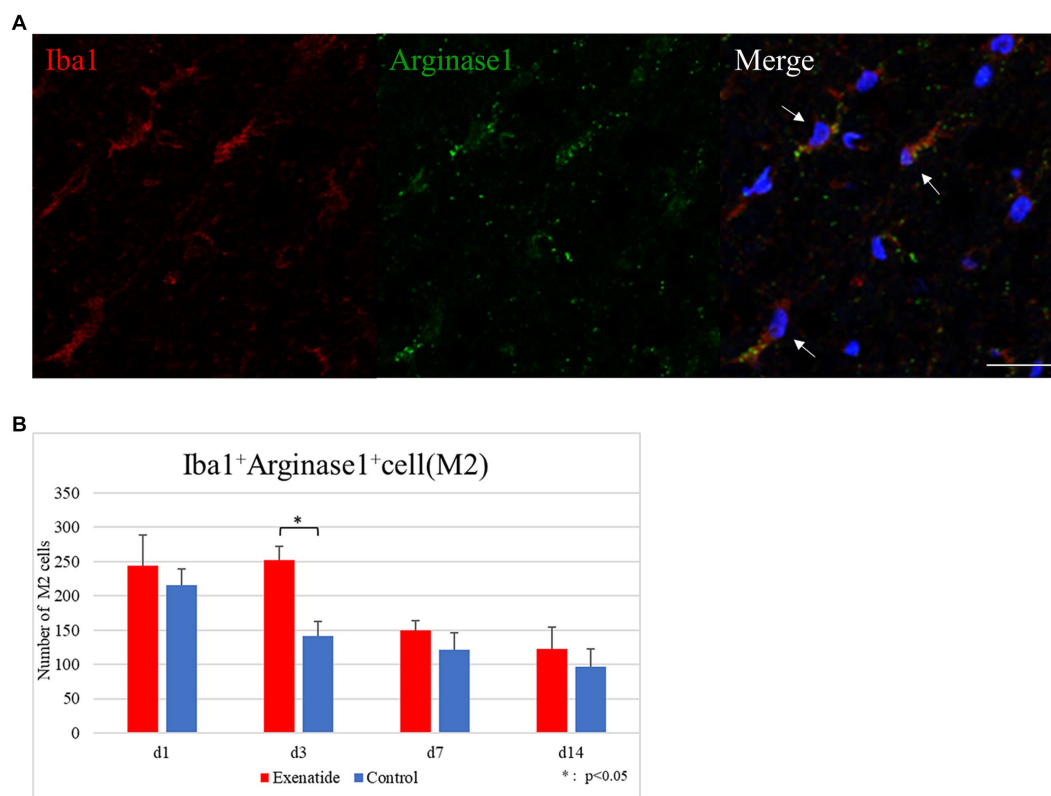 A
Iba1 Arginase1 Merge
B
Iba1⁺Arginase1⁺cell(M2)
Number of M2 cells
350
300
250
200
150
100
50
0
*
d1 d3 d7 d14
Exenatide Control
* : p<0.05